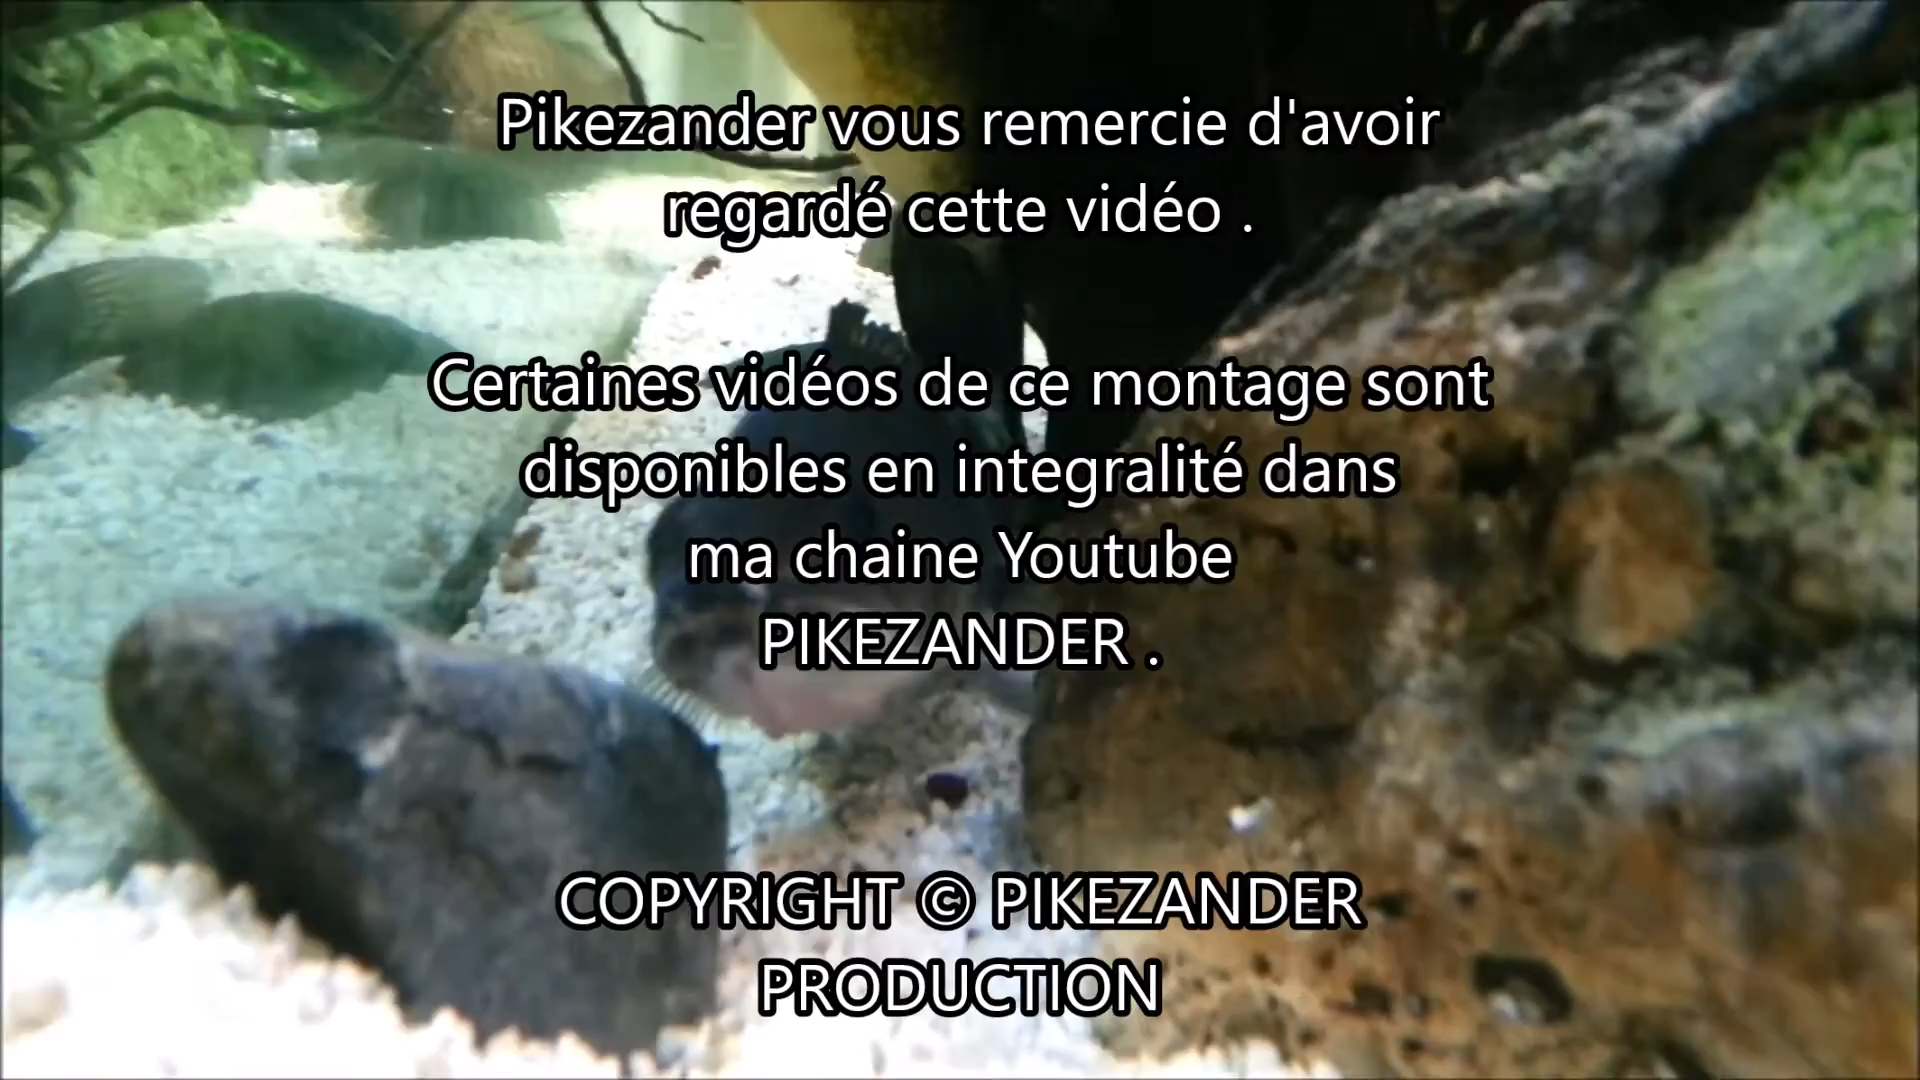 Pikezander vous remercie d'avoir
regardé cette vidéo .
Certaines vidéos de ce montage sont
disponibles en integralité dans
ma chaine Youtube
PIKEZANDER .
COPYRIGHT © PIKEZANDER
PRODUCTION